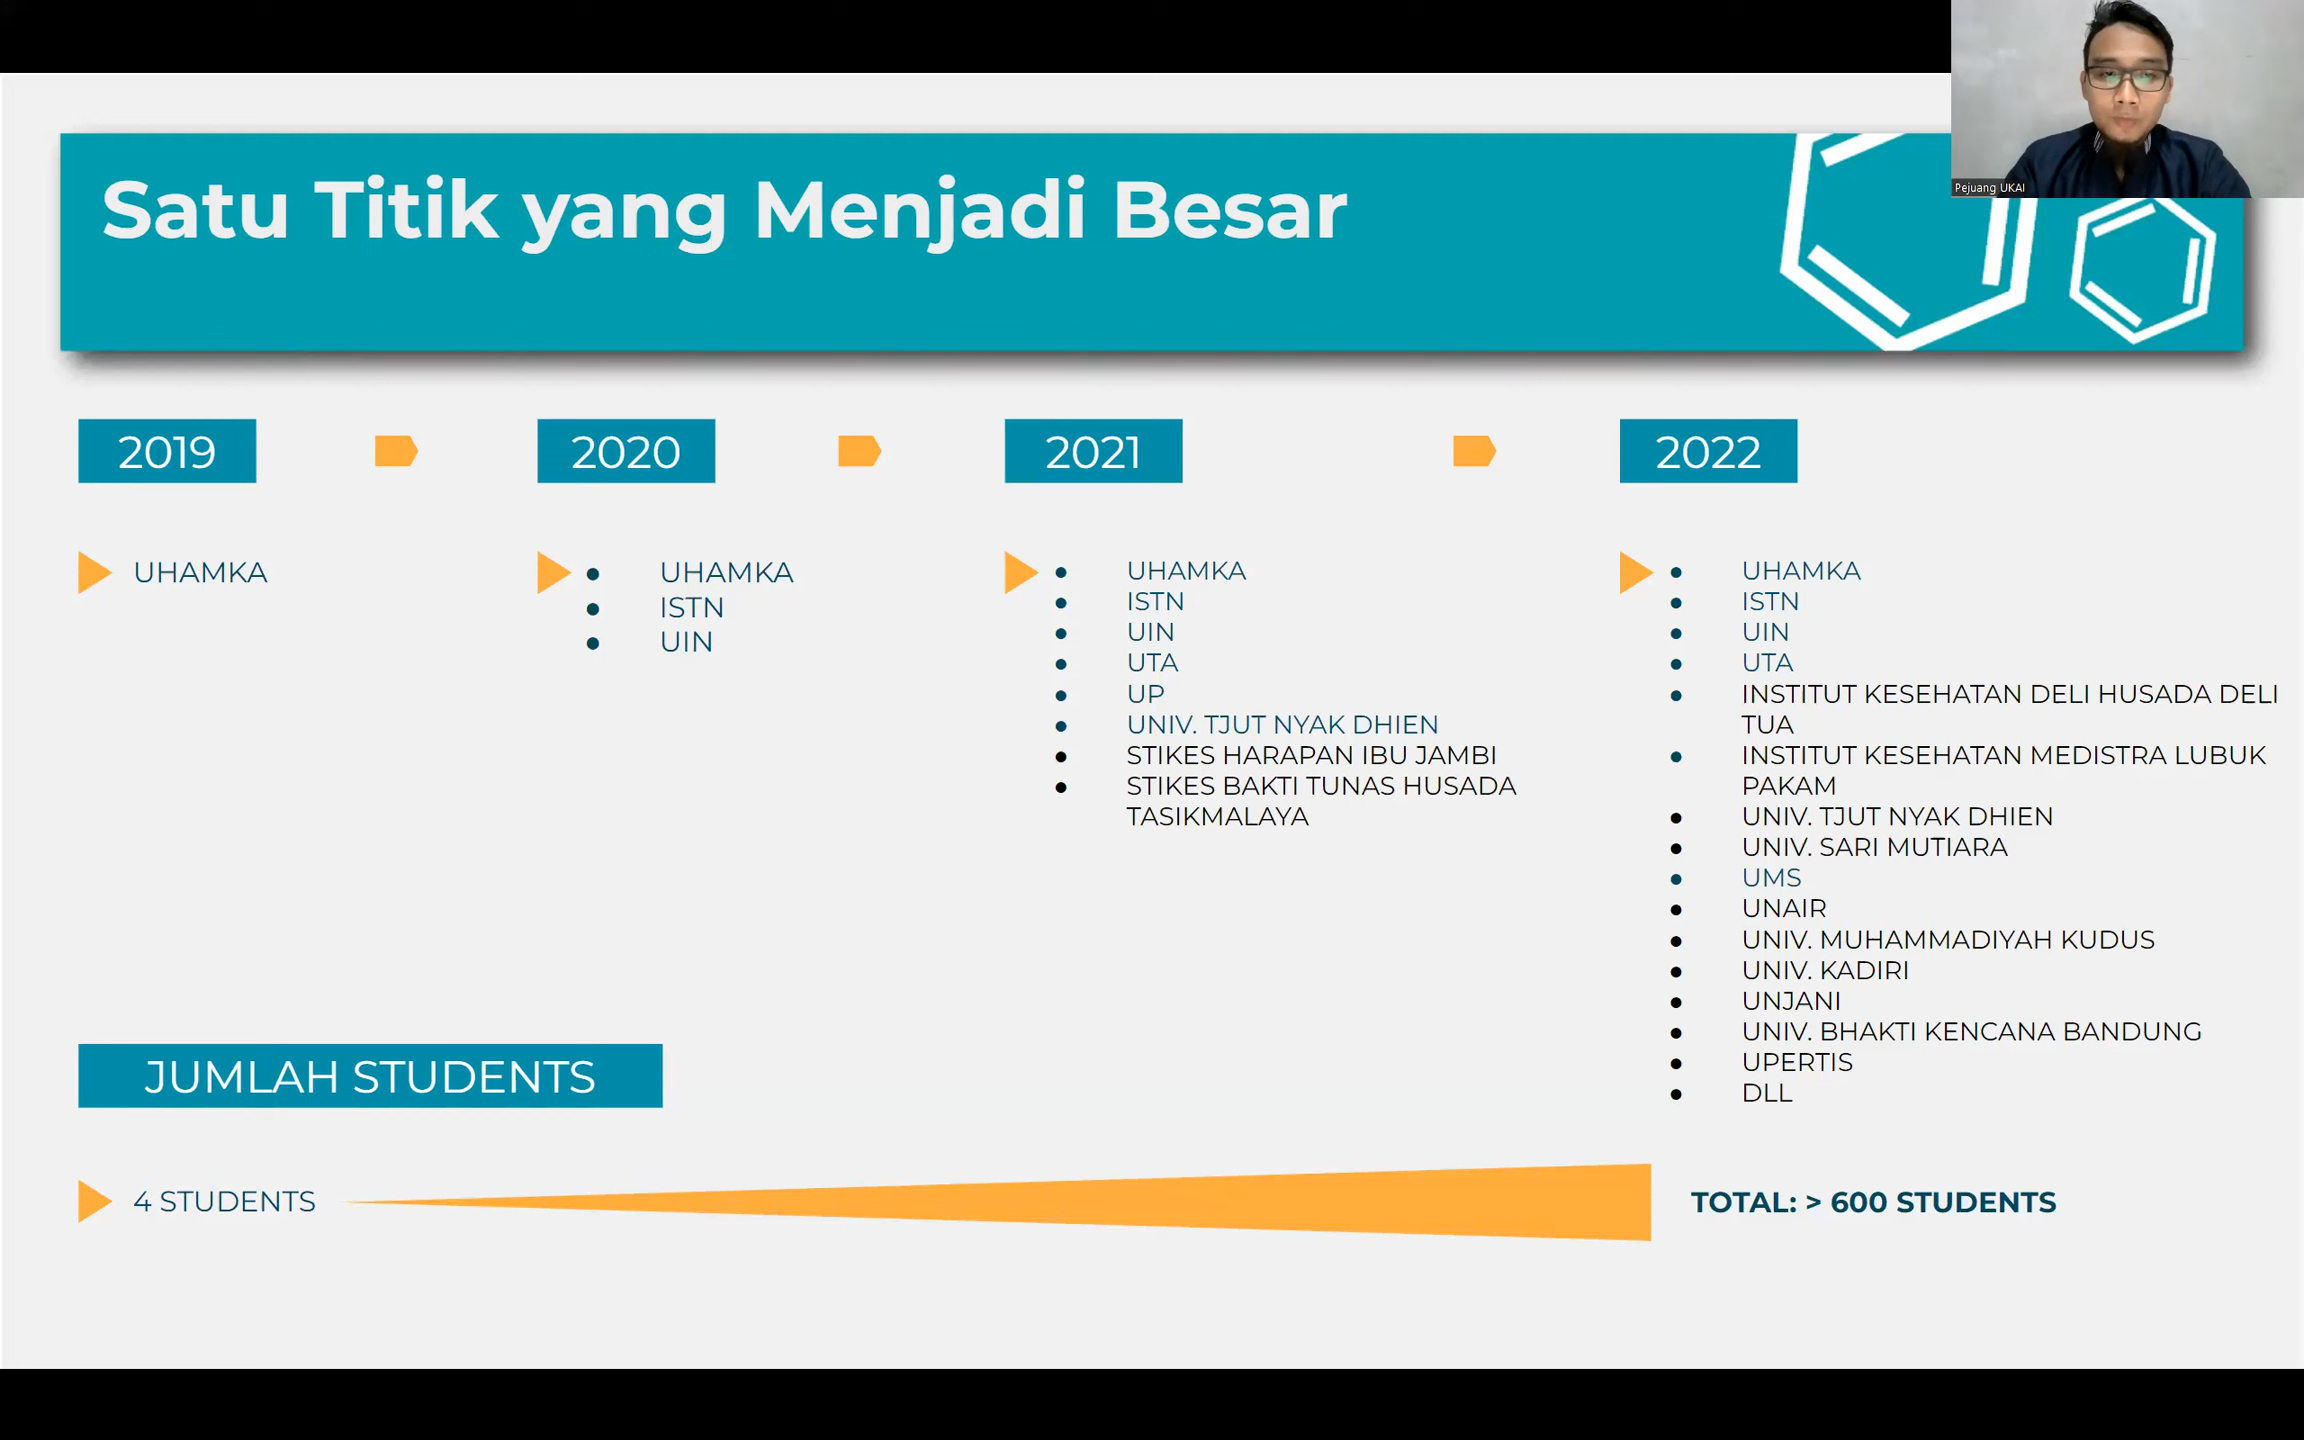 Pejuang UKAI
Satu Titik yang Menjadi Besar
2019
2020
2021
2022
UHAMKA
● UHAMKA
● ISTN
● UIN
● UHAMKA
● ISTN
● UIN
● UTA
● UP
● UNIV. TJUT NYAK DHIEN
● STIKES HARAPAN IBU JAMBI
● STIKES BAKTI TUNAS HUSADA
TASIKMALAYA
● UHAMKA
● ISTN
● UIN
● UTA
● INSTITUT KESEHATAN DELI HUSADA DELI
TUA
● INSTITUT KESEHATAN MEDISTRA LUBUK
PAKAM
● UNIV. TJUT NYAK DHIEN
● UNIV. SARI MUTIARA
● UMS
● UNAIR
● UNIV. MUHAMMADIYAH KUDUS
● UNIV. KADIRI
● UNJANI
● UNIV. BHAKTI KENCANA BANDUNG
● UPERTIS
● DLL
JUMLAH STUDENTS
4 STUDENTS
TOTAL: > 600 STUDENTS